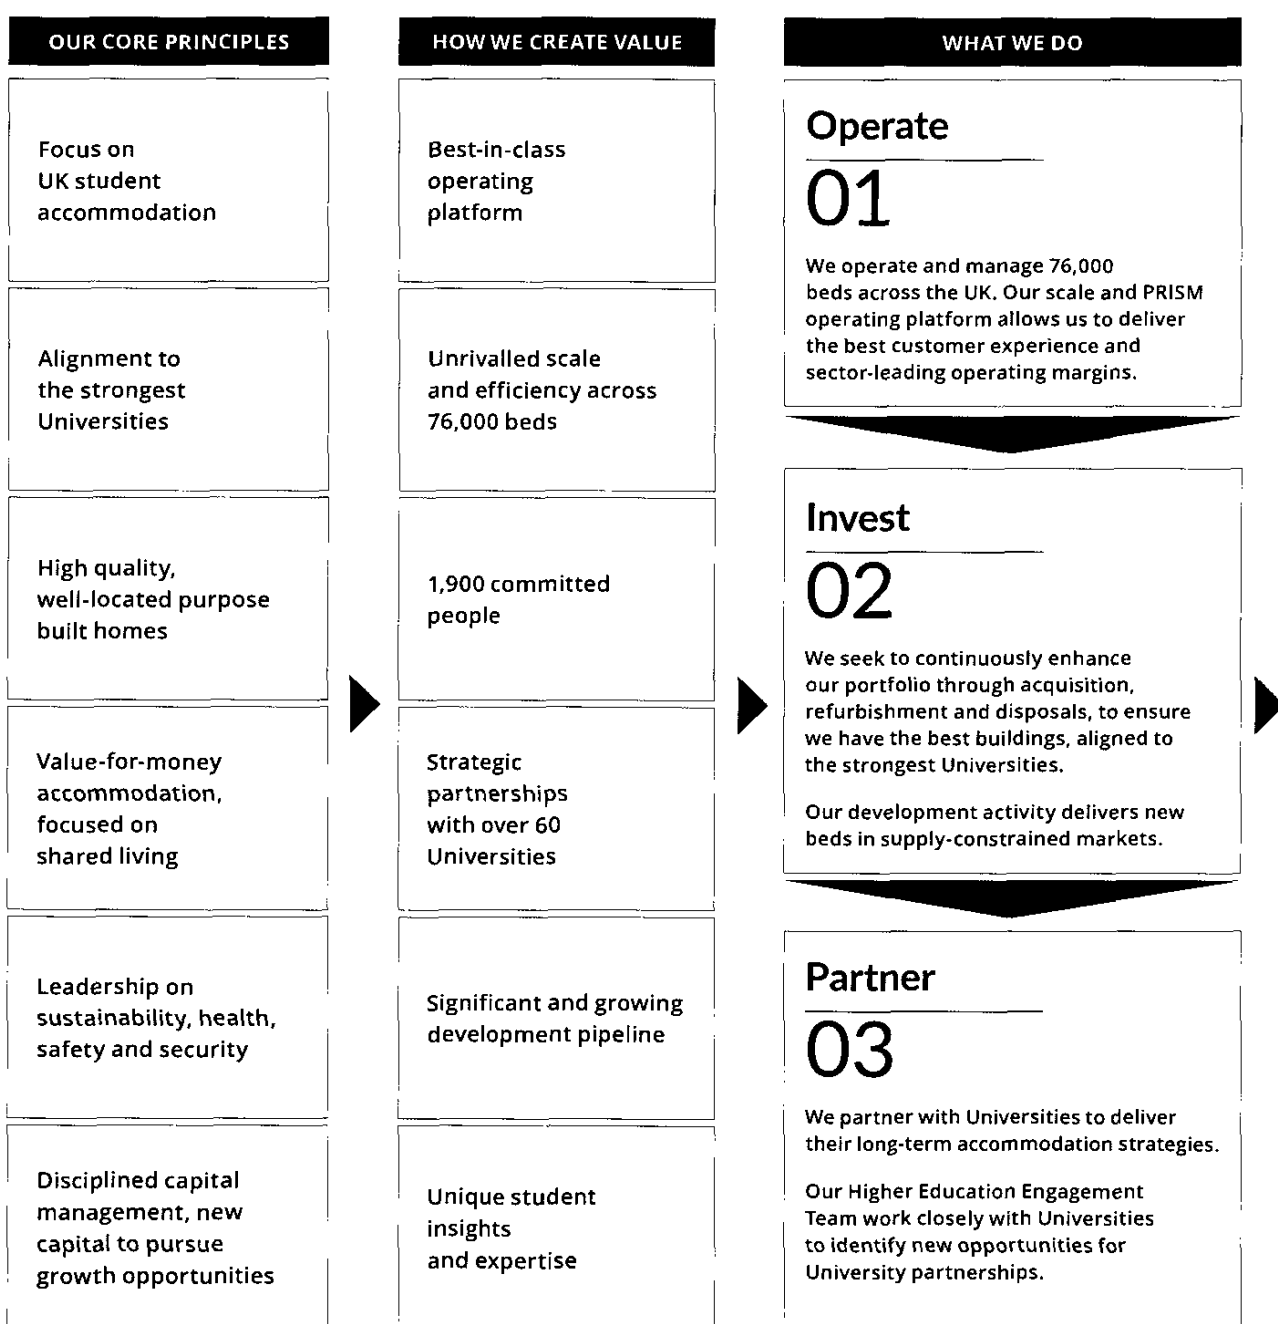 OUR CORE PRINCIPLES
Focus on
UK student
accommodation
Alignment to
the strongest
Universities
High quality,
well-located purpose
built homes
Value-for-money
accommodation,
focused on
shared living
Leadership on
sustainability, health,
safety and security
Disciplined capital
management, new
capital to pursue
growth opportunities
HOW WE CREATE VALUE
Best-in-class
operating
platform
Unrivalled scale
and efficiency across
76,000 beds
1,900 committed
people
Strategic
partnerships
with over 60
Universities
Significant and growing
development pipeline
Unique student
insights
and expertise
WHAT WE DO
Operate
01
We operate and manage 76,000
beds across the UK. Our scale and PRISM
operating platform allows us to deliver
the best customer experience and
sector-leading operating margins.
Invest
02
We seek to continuously enhance
our portfolio through acquisition,
refurbishment and disposals, to ensure
we have the best buildings, aligned to
the strongest Universities.
Our development activity delivers new
beds in supply-constrained markets.
Partner
03
We partner with Universities to deliver
their long-term accommodation strategies.
Our Higher Education Engagement
Team work closely with Universities
to identify new opportunities for
University partnerships.